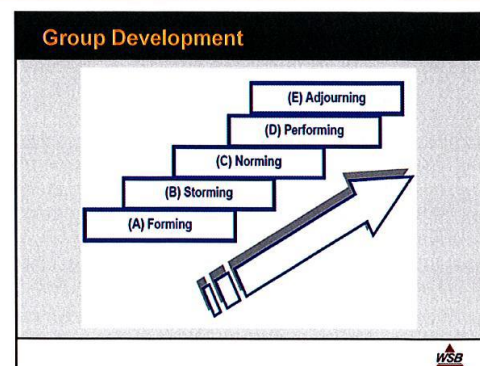 Group Development
(E) Adjourning
(D) Performing
(C) Norming
(B) Storming
(A) Forming
WSB